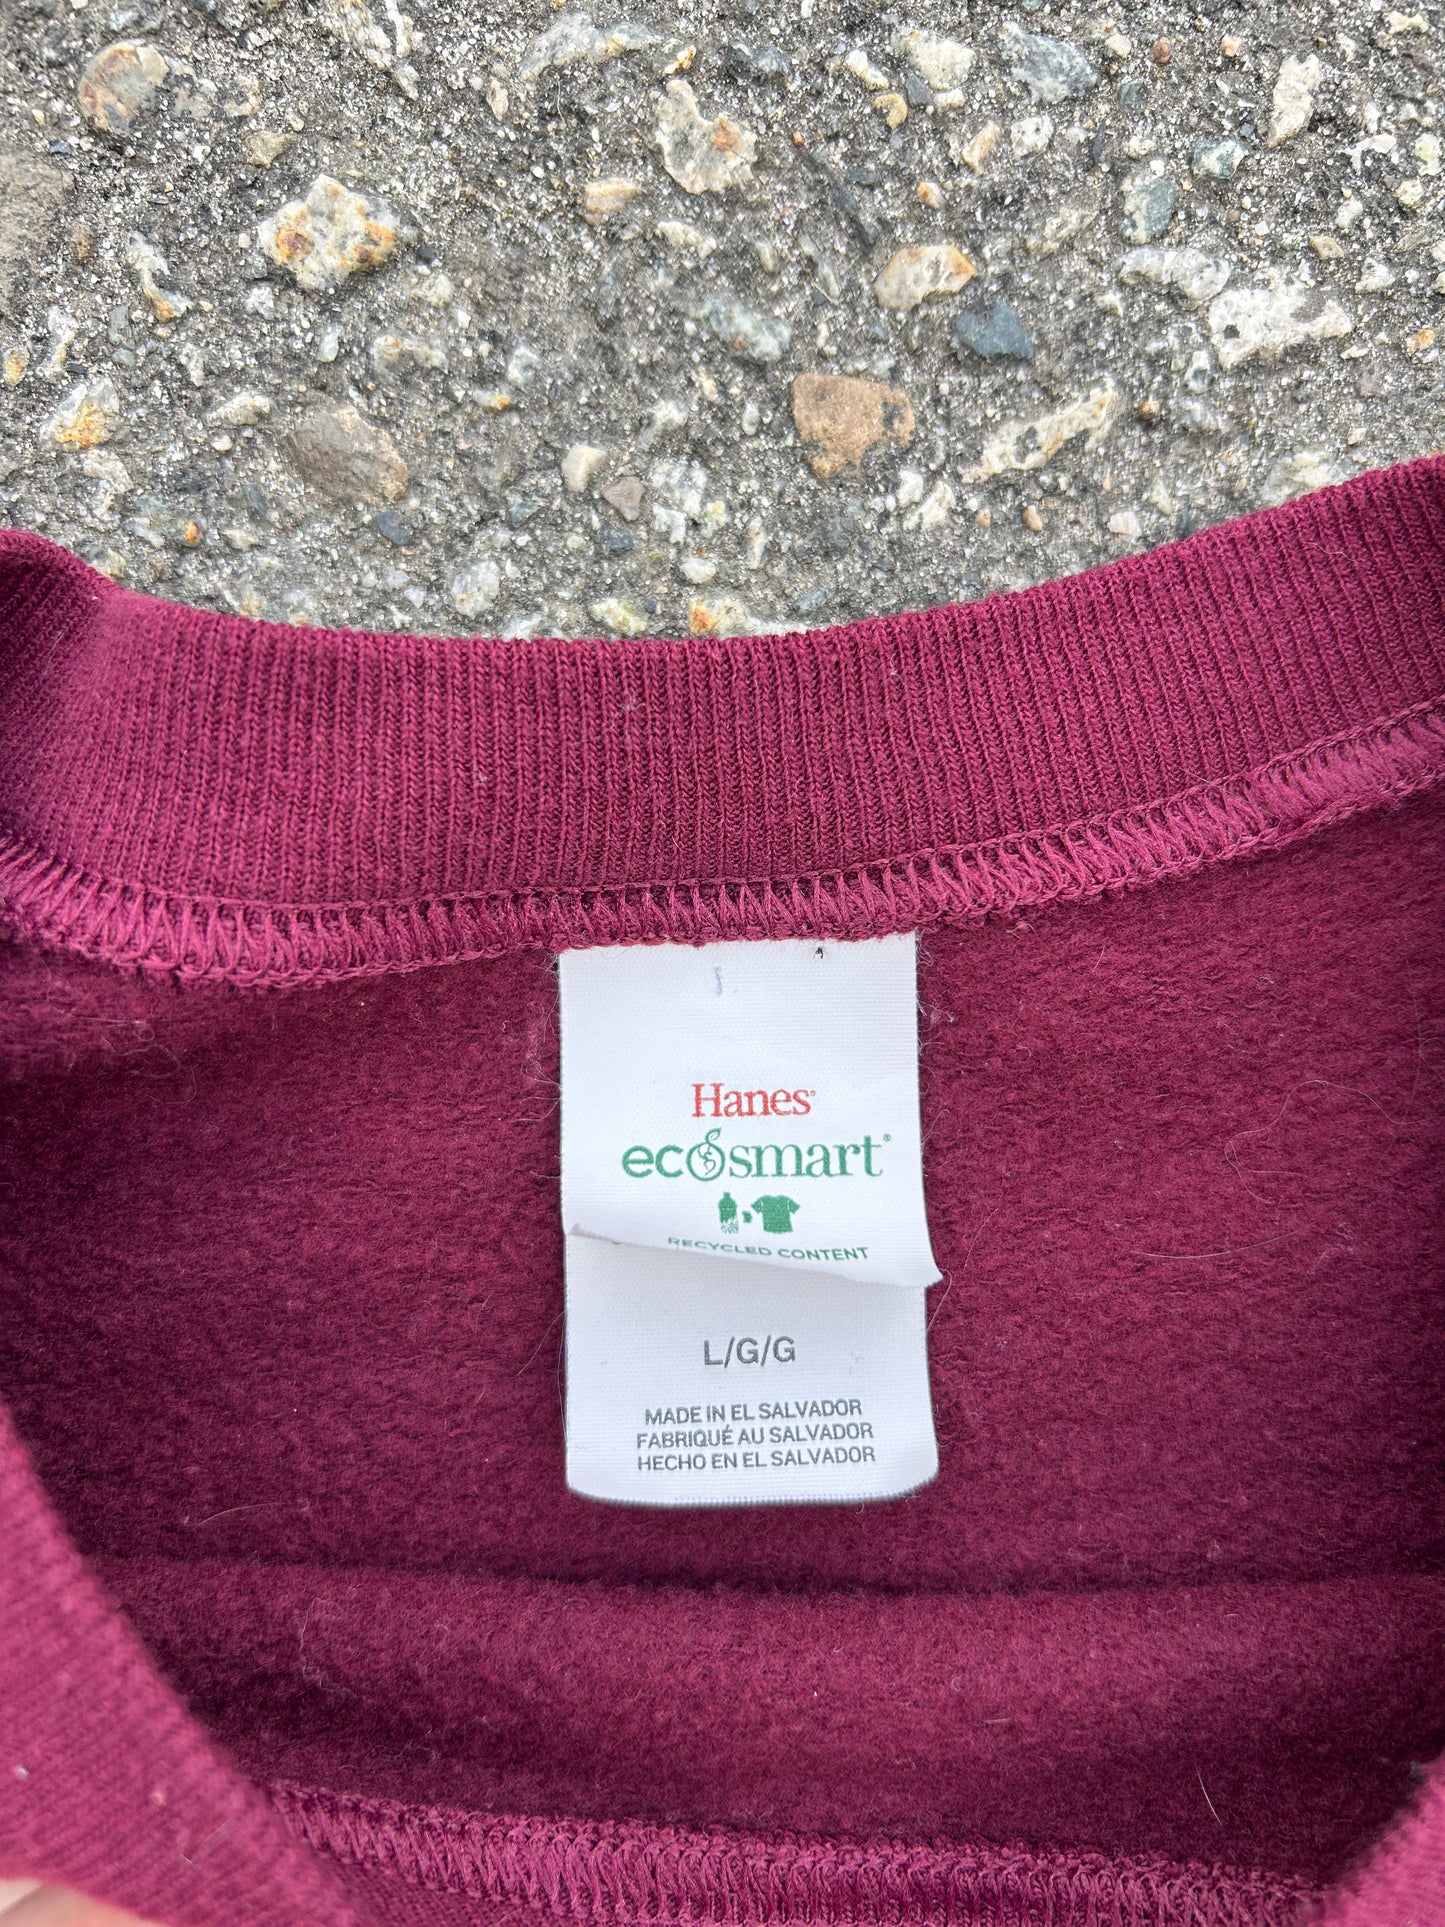 Hanes®
ecosmart®
RECYCLED CONTENT
L/G/G
MADE IN EL SALVADOR
FABRIQUÉ AU SALVADOR
HECHO EN EL SALVADOR